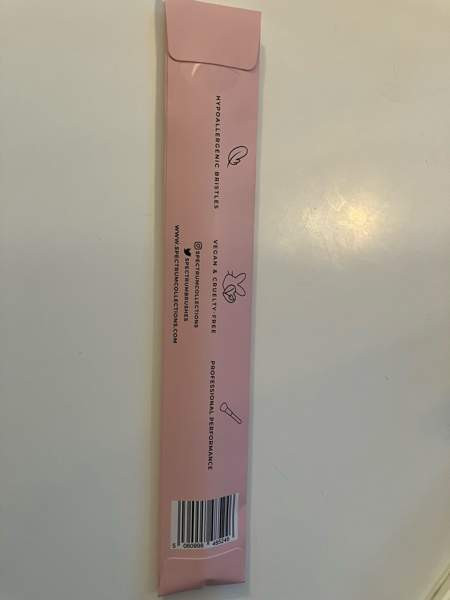 HYPOALLERGENIC BRISTLES
VEGAN & CRUELTY-FREE
PROFESSIONAL PERFORMANCE
SPECTRUMCOLLECTIONS
SPECTRUMBRUSHES
WWW.SPECTRUMCOLLECTIONS.COM